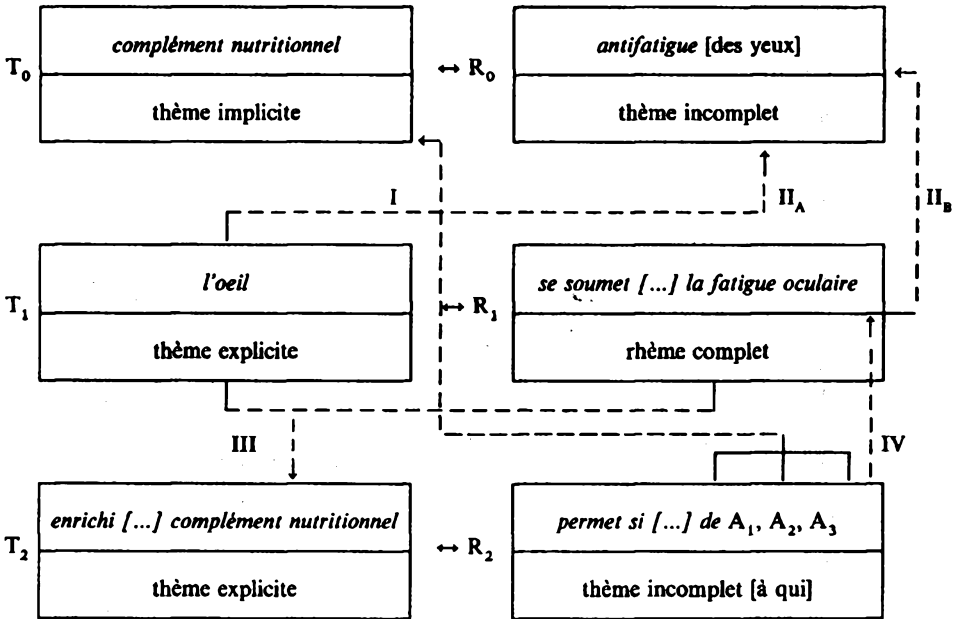 complément nutritionnel
antifatigue [des yeux]
T₀
↔ R₀
thème implicite
thème incomplet
I
II_A
II_B
l'oeil
se soumet [...] la fatigue oculaire
T₁
↔ R₁
thème explicite
rhème complet
III
IV
enrichi [...] complément nutritionnel
permet si [...] de A₁, A₂, A₃
T₂
↔ R₂
thème explicite
thème incomplet [à qui]